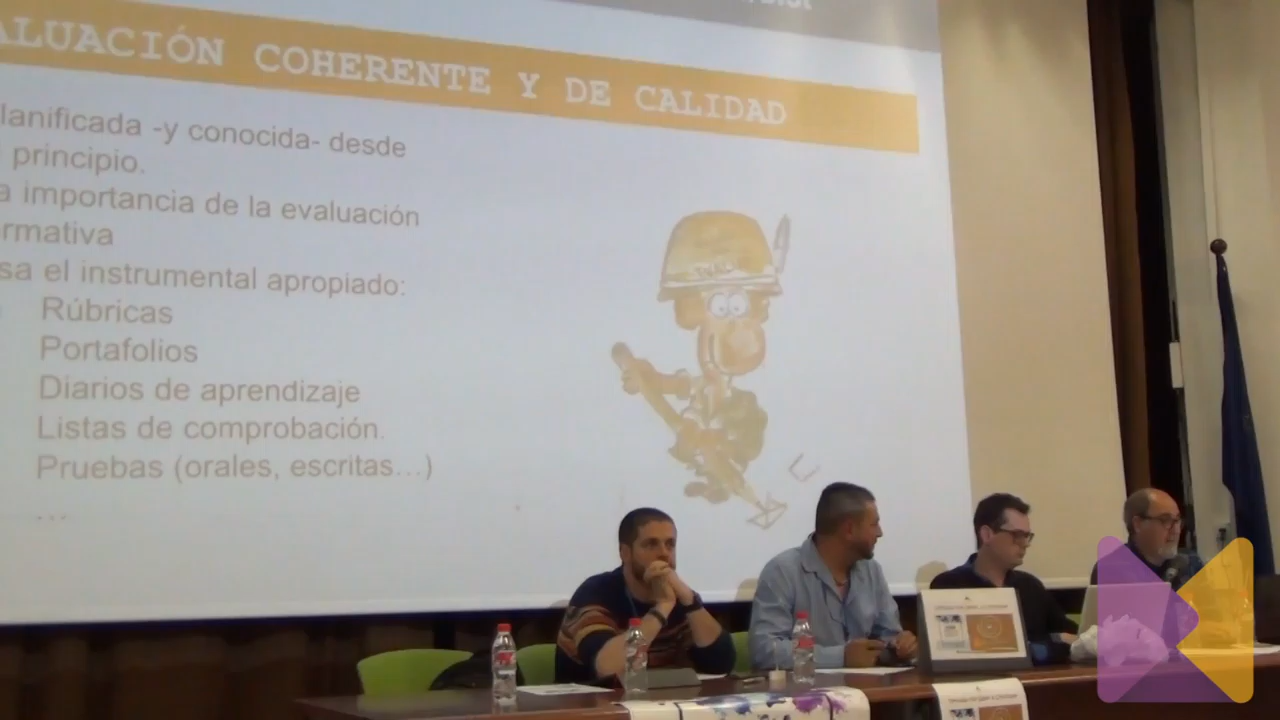 ALUACIÓN COHERENTE Y DE CALIDAD
lanificada -y conocida- desde
principio.
a importancia de la evaluación
rmativa
sa el instrumental apropiado:
Rúbricas
Portafolios
Diarios de aprendizaje
Listas de comprobación.
Pruebas (orales, escritas...)
...